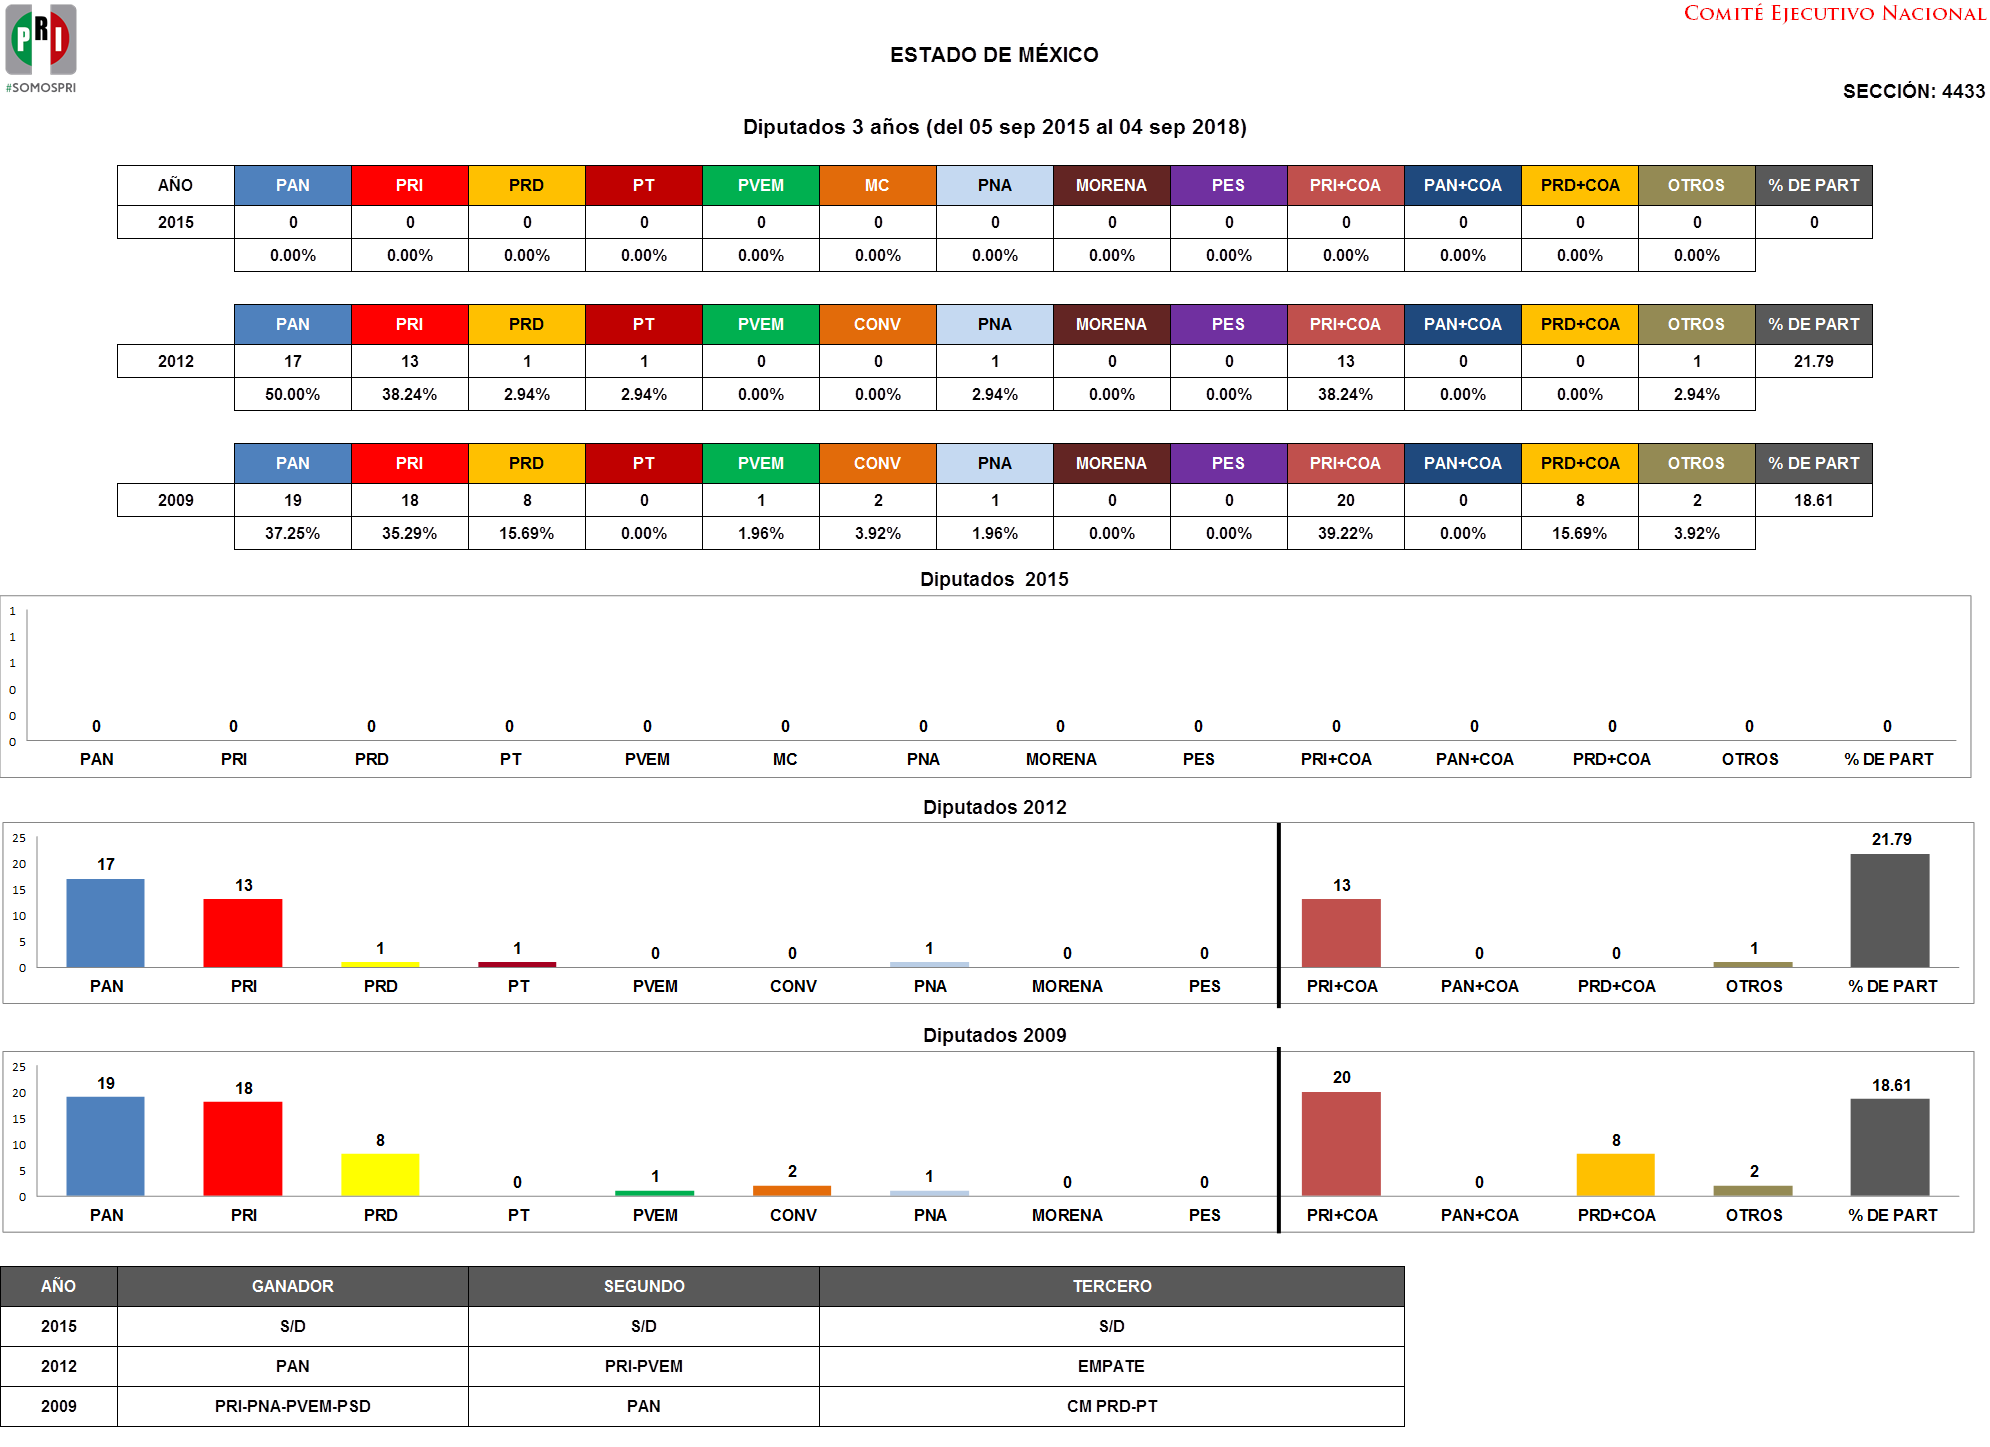 PRI
#SOMOSPRI
COMITÉ EJECUTIVO NACIONAL
ESTADO DE MÉXICO
SECCIÓN: 4433
Diputados 3 años (del 05 sep 2015 al 04 sep 2018)
AÑO PAN PRI PRD PT PVEM MC PNA MORENA PES PRI+COA PAN+COA PRD+COA OTROS % DE PART
2015 0 0 0 0 0 0 0 0 0 0 0 0 0 0
0.00% 0.00% 0.00% 0.00% 0.00% 0.00% 0.00% 0.00% 0.00% 0.00% 0.00% 0.00% 0.00%
PAN PRI PRD PT PVEM CONV PNA MORENA PES PRI+COA PAN+COA PRD+COA OTROS % DE PART
2012 17 13 1 1 0 0 1 0 0 13 0 0 1 21.79
50.00% 38.24% 2.94% 2.94% 0.00% 0.00% 2.94% 0.00% 0.00% 38.24% 0.00% 0.00% 2.94%
PAN PRI PRD PT PVEM CONV PNA MORENA PES PRI+COA PAN+COA PRD+COA OTROS % DE PART
2009 19 18 8 0 1 2 1 0 0 20 0 8 2 18.61
37.25% 35.29% 15.69% 0.00% 1.96% 3.92% 1.96% 0.00% 0.00% 39.22% 0.00% 15.69% 3.92%
Diputados 2015
1
1
1
0
0
0
0 0 0 0 0 0 0 0 0 0 0 0 0 0
PAN PRI PRD PT PVEM MC PNA MORENA PES PRI+COA PAN+COA PRD+COA OTROS % DE PART
Diputados 2012
25
20
15
10
5
0
17 13 1 1 0 0 1 0 0 13 0 0 1 21.79
PAN PRI PRD PT PVEM CONV PNA MORENA PES PRI+COA PAN+COA PRD+COA OTROS % DE PART
Diputados 2009
25
20
15
10
5
0
19 18 8 0 1 2 1 0 0 20 0 8 2 18.61
PAN PRI PRD PT PVEM CONV PNA MORENA PES PRI+COA PAN+COA PRD+COA OTROS % DE PART
AÑO GANADOR SEGUNDO TERCERO
2015 S/D S/D S/D
2012 PAN PRI-PVEM EMPATE
2009 PRI-PNA-PVEM-PSD PAN CM PRD-PT